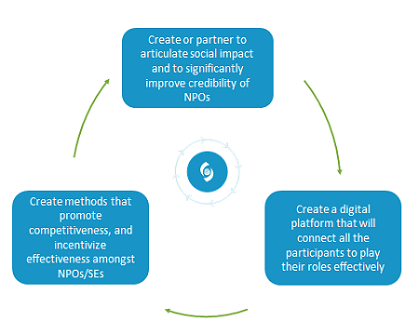 Create or partner to
articulate social impact
and to significantly
improve credibility of
NPOs
Create a digital
platform that will
connect all the
participants to play
their roles effectively
Create methods that
promote
competitiveness, and
incentivize
effectiveness amongst
NPOs/SEs